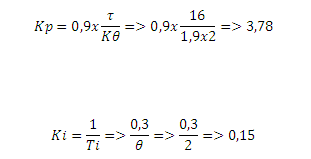 Kp = 0,9x τ/Kθ => 0,9x 16/1,9x2 => 3,78
Ki = 1/Ti => 0,3/θ => 0,3/2 => 0,15